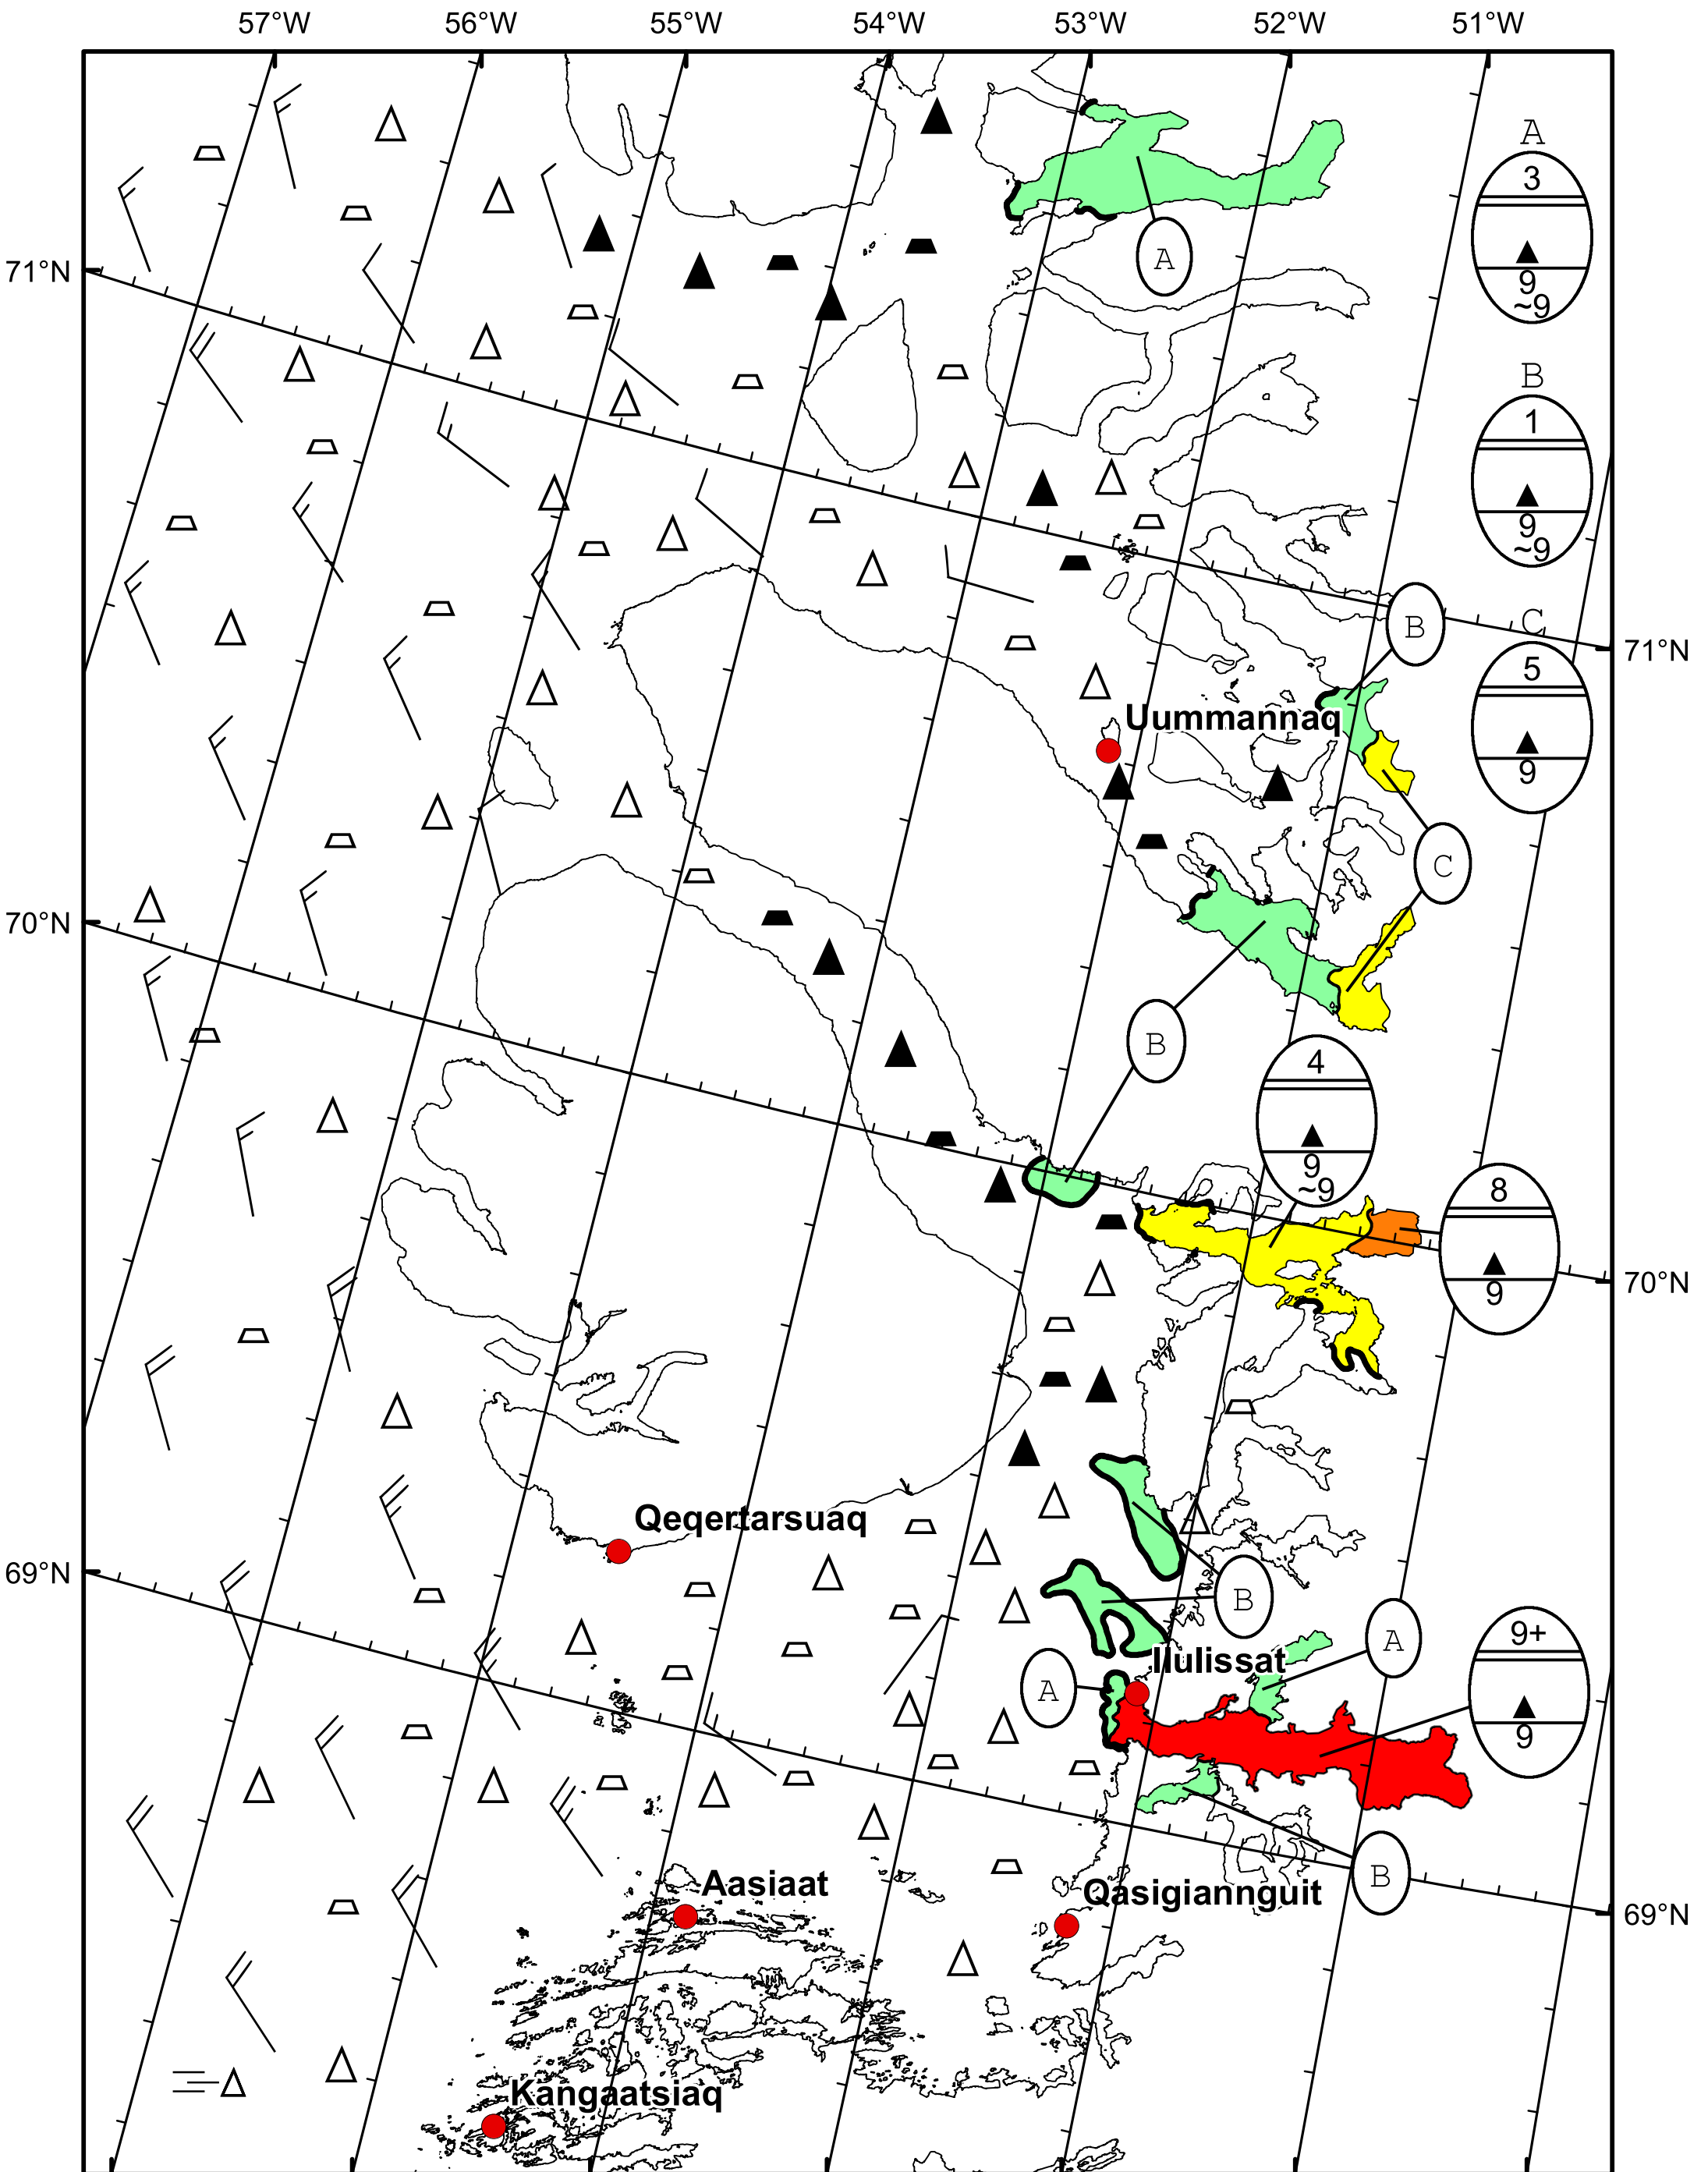 57°W 56°W 55°W 54°W 53°W 52°W 51°W
A
3
9
~9
A
71°N
B
1
9
~9
B
C
5
9
71°N
Uummannaq
C
70°N
B
4
9
~9
8
9
70°N
Qeqertarsuaq
69°N
B
A
9+
9
Ilulissat
A
B
Aasiaat
Qasigiannguit
69°N
Kangaatsiaq